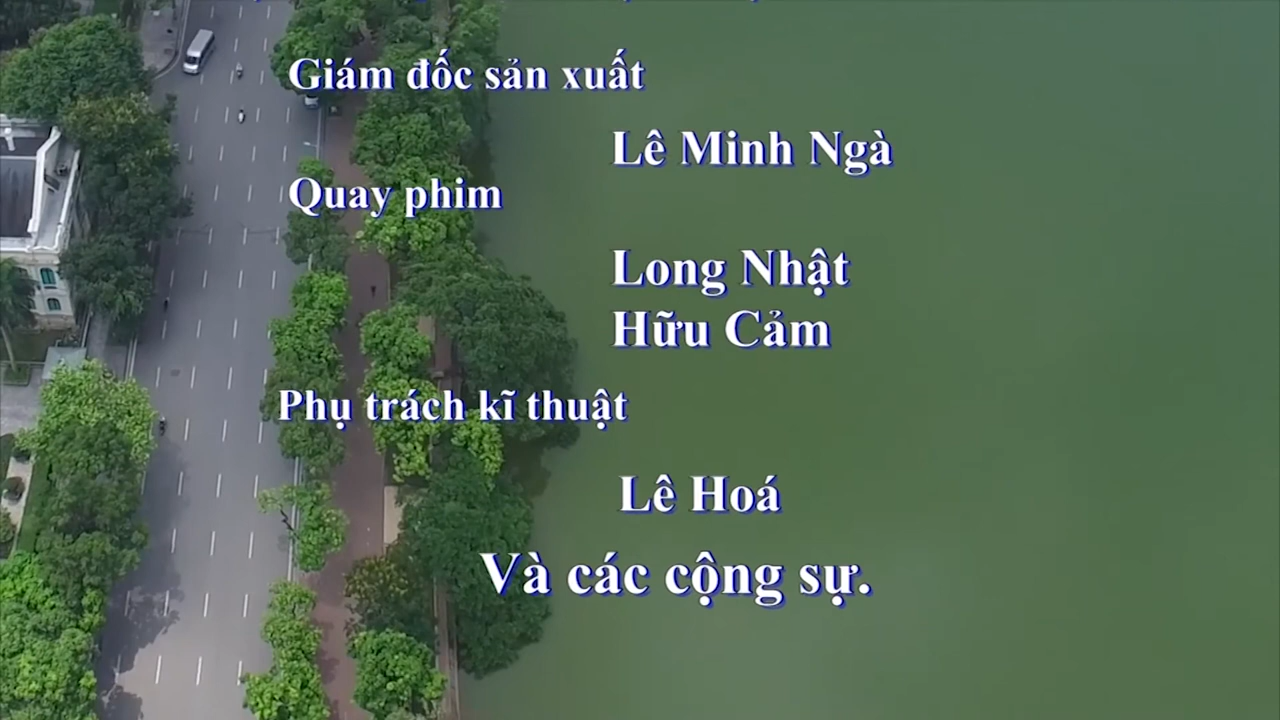 Giám đốc sản xuất
Lê Minh Ngà
Quay phim
Long Nhật
Hữu Cảm
Phụ trách kĩ thuật
Lê Hoá
Và các cộng sự.